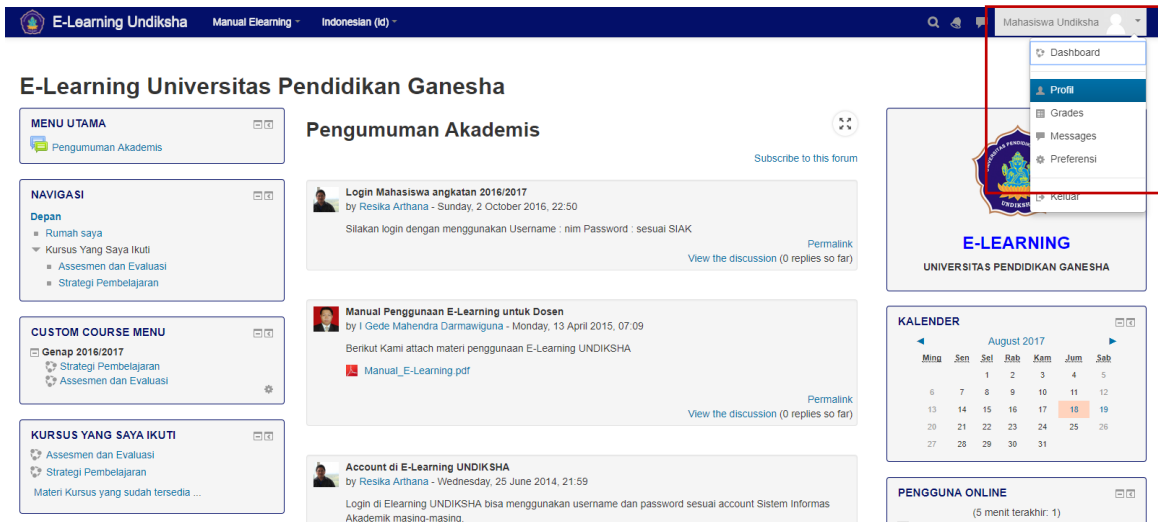 E-Learning Undiksha
Manual Elearning
Indonesian (id)
Mahasiswa Undiksha
Dashboard
Profil
Grades
Messages
Preferensi
Keluar
E-Learning Universitas Pendidikan Ganesha
MENU UTAMA
Pengumuman Akademis
NAVIGASI
Depan
Rumah saya
Kursus Yang Saya Ikuti
Assesmen dan Evaluasi
Strategi Pembelajaran
CUSTOM COURSE MENU
Genap 2016/2017
Strategi Pembelajaran
Assesmen dan Evaluasi
KURSUS YANG SAYA IKUTI
Assesmen dan Evaluasi
Strategi Pembelajaran
Materi Kursus yang sudah tersedia ...
Pengumuman Akademis
Subscribe to this forum
Login Mahasiswa angkatan 2016/2017
by Resika Arthana - Sunday, 2 October 2016, 22:50
Silakan login dengan menggunakan Username : nim Password : sesuai SIAK
Permalink
View the discussion (0 replies so far)
Manual Penggunaan E-Learning untuk Dosen
by I Gede Mahendra Darmawiguna - Monday, 13 April 2015, 07:09
Berikut Kami attach materi penggunaan E-Learning UNDIKSHA
Manual_E-Learning.pdf
Permalink
View the discussion (0 replies so far)
Account di E-Learning UNDIKSHA
by Resika Arthana - Wednesday, 25 June 2014, 21:59
Login di Elearning UNDIKSHA bisa menggunakan username dan password sesuai account Sistem Informas
Akademik masing-masing.
E-LEARNING
UNIVERSITAS PENDIDIKAN GANESHA
KALENDER
August 2017
Ming Sen Sel Rab Kam Jum Sab
1 2 3 4 5
6 7 8 9 10 11 12
13 14 15 16 17 18 19
20 21 22 23 24 25 26
27 28 29 30 31
PENGGUNA ONLINE
(5 menit terakhir: 1)